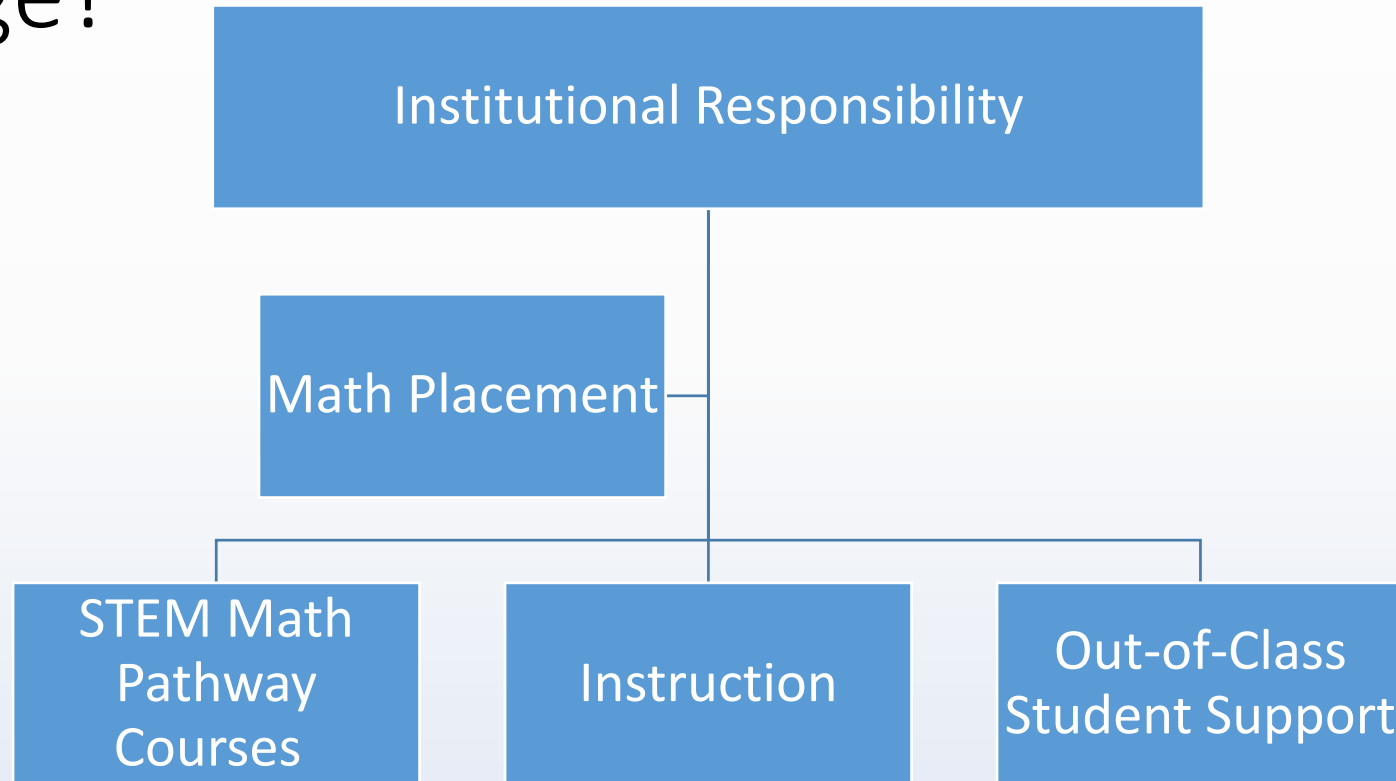 Institutional Responsibility
Math Placement
STEM Math
Pathway
Courses
Instruction
Out-of-Class
Student Support